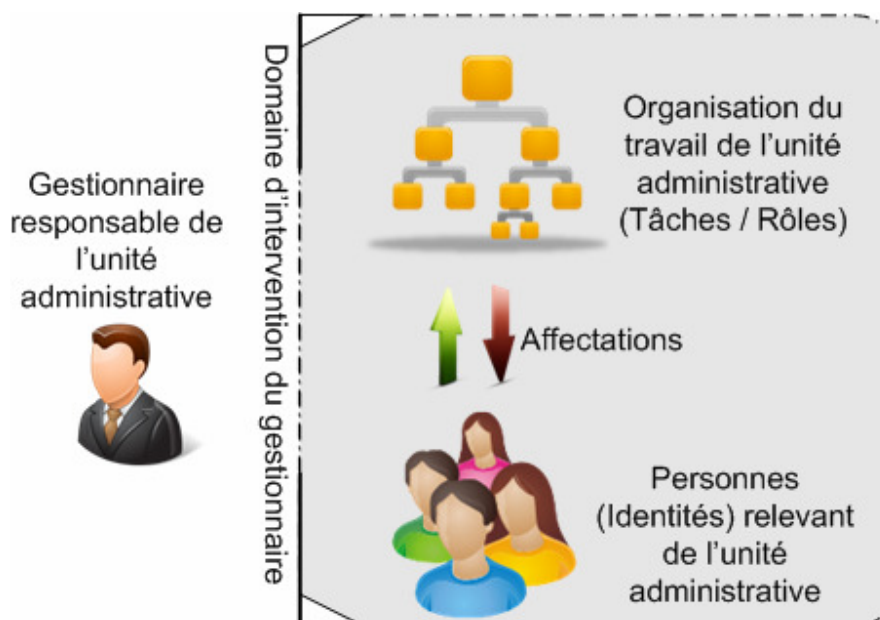 Gestionnaire
responsable de
l'unité
administrative
Domaine d'intervention du gestionnaire
Organisation du
travail de l'unité
administrative
(Tâches / Rôles)
Affectations
Personnes
(Identités) relevant
de l'unité
administrative